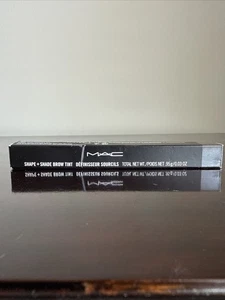 MAC
SHAPE + SHADE BROW TINT DÉFINISSEUR SOURCILS TOTAL NET WT./POIDS NET .95g/0.03 OZ